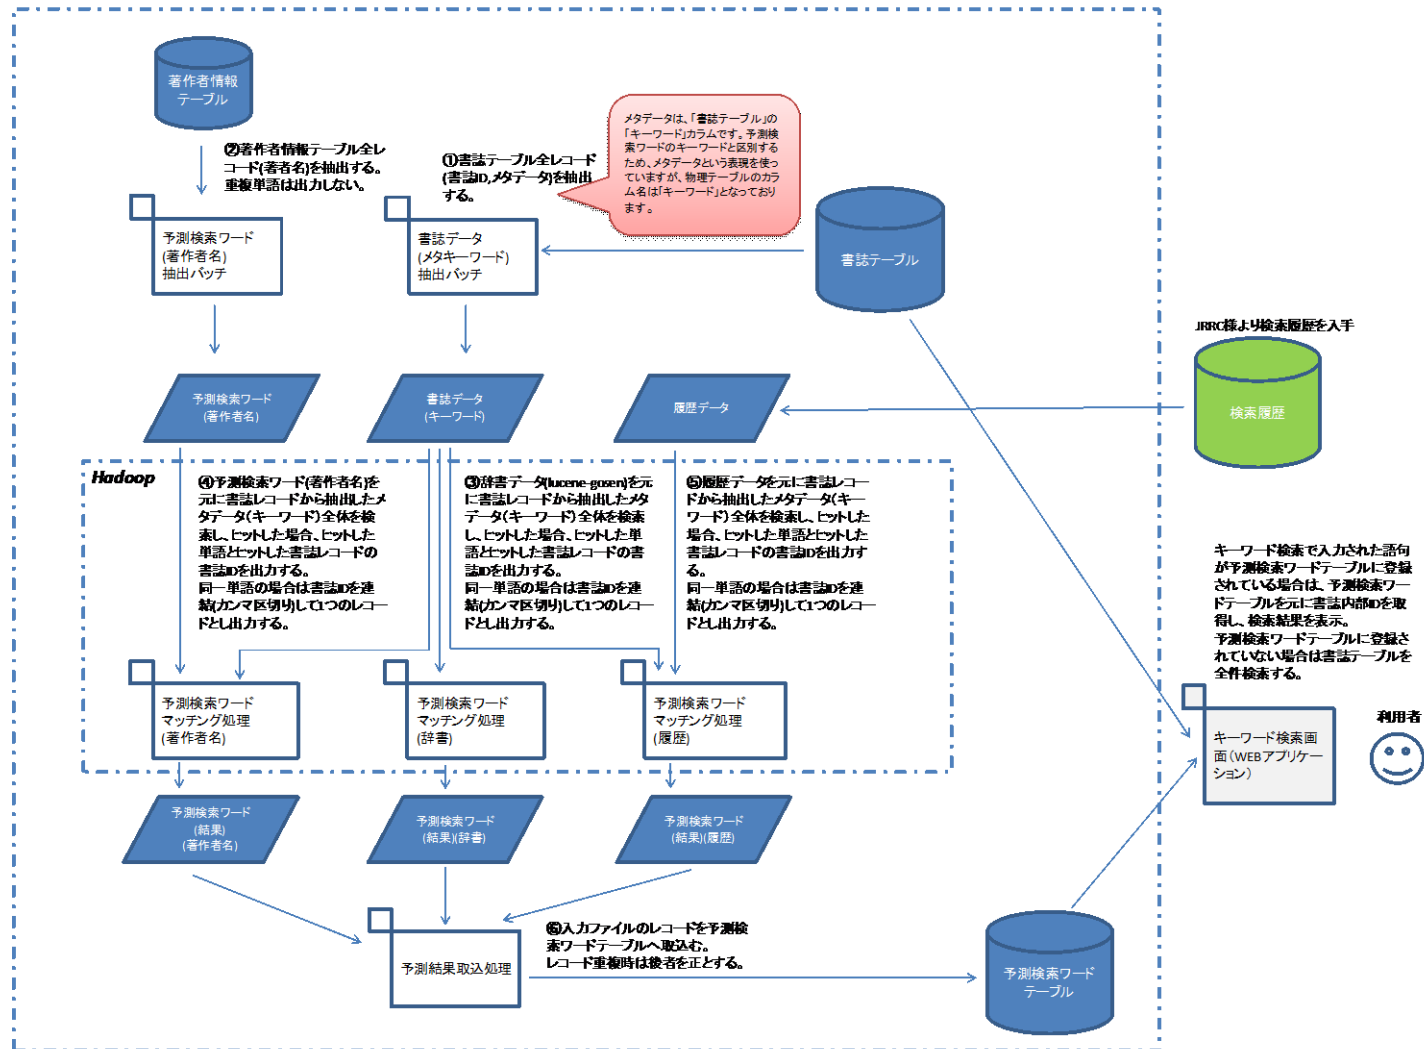 著作者情報
テーブル
②著作者情報テーブル全レ
コード(著者名)を抽出する。
重複単語は出力しない。
①書誌テーブル全レコード
(書誌ID,メタデータ)を抽出
する。
メタデータは、「書誌テーブル」の
「キーワード」カラムです。予測検
索ワードのキーワードと区別する
ため、メタデータという表現を使っ
ていますが、物理テーブルのカラ
ム名は「キーワード」となっており
ます。
予測検索ワード
(著作者名)
抽出バッチ
書誌データ
(メタキーワード)
抽出バッチ
書誌テーブル
JRRC様より検索履歴を入手
検索履歴
予測検索ワード
(著作者名)
書誌データ
(キーワード)
履歴データ
Hadoop
④予測検索ワード(著作者名)を
元に書誌レコードから抽出したメ
タデータ(キーワード)全体を検
索し、ヒットした場合、ヒットした
単語とヒットした書誌レコードの
書誌IDを出力する。
同一単語の場合は書誌IDを連
結(カンマ区切り)して1つのレコー
ドとし出力する。
③辞書データ(lucene-gosen)を元
に書誌レコードから抽出したメタ
データ(キーワード)全体を検索
し、ヒットした場合、ヒットした単
語とヒットした書誌レコードの書
誌IDを出力する。
同一単語の場合は書誌IDを連
結(カンマ区切り)して1つのレコー
ドとし出力する。
⑤履歴データを元に書誌レコー
ドから抽出したメタデータ(キー
ワード)全体を検索し、ヒットした
場合、ヒットした単語とヒットした
書誌レコードの書誌IDを出力す
る。
同一単語の場合は書誌IDを連
結(カンマ区切り)して1つのレコー
ドとし出力する。
キーワード検索で入力された語句
が予測検索ワードテーブルに登録
されている場合は、予測検索ワー
ドテーブルを元に書誌内部IDを取
得し、検索結果を表示。
予測検索ワードテーブルに登録さ
れていない場合は書誌テーブルを
全件検索する。
予測検索ワード
マッチング処理
(著作者名)
予測検索ワード
マッチング処理
(辞書)
予測検索ワード
マッチング処理
(履歴)
キーワード検索画
面(WEBアプリケー
ション)
利用者
予測検索ワード
(結果)
(著作者名)
予測検索ワード
(結果)(辞書)
予測検索ワード
(結果)(履歴)
予測結果取込処理
⑥入力ファイルのレコードを予測検
索ワードテーブルへ取込む。
レコード重複時は後者を正とする。
予測検索ワード
テーブル